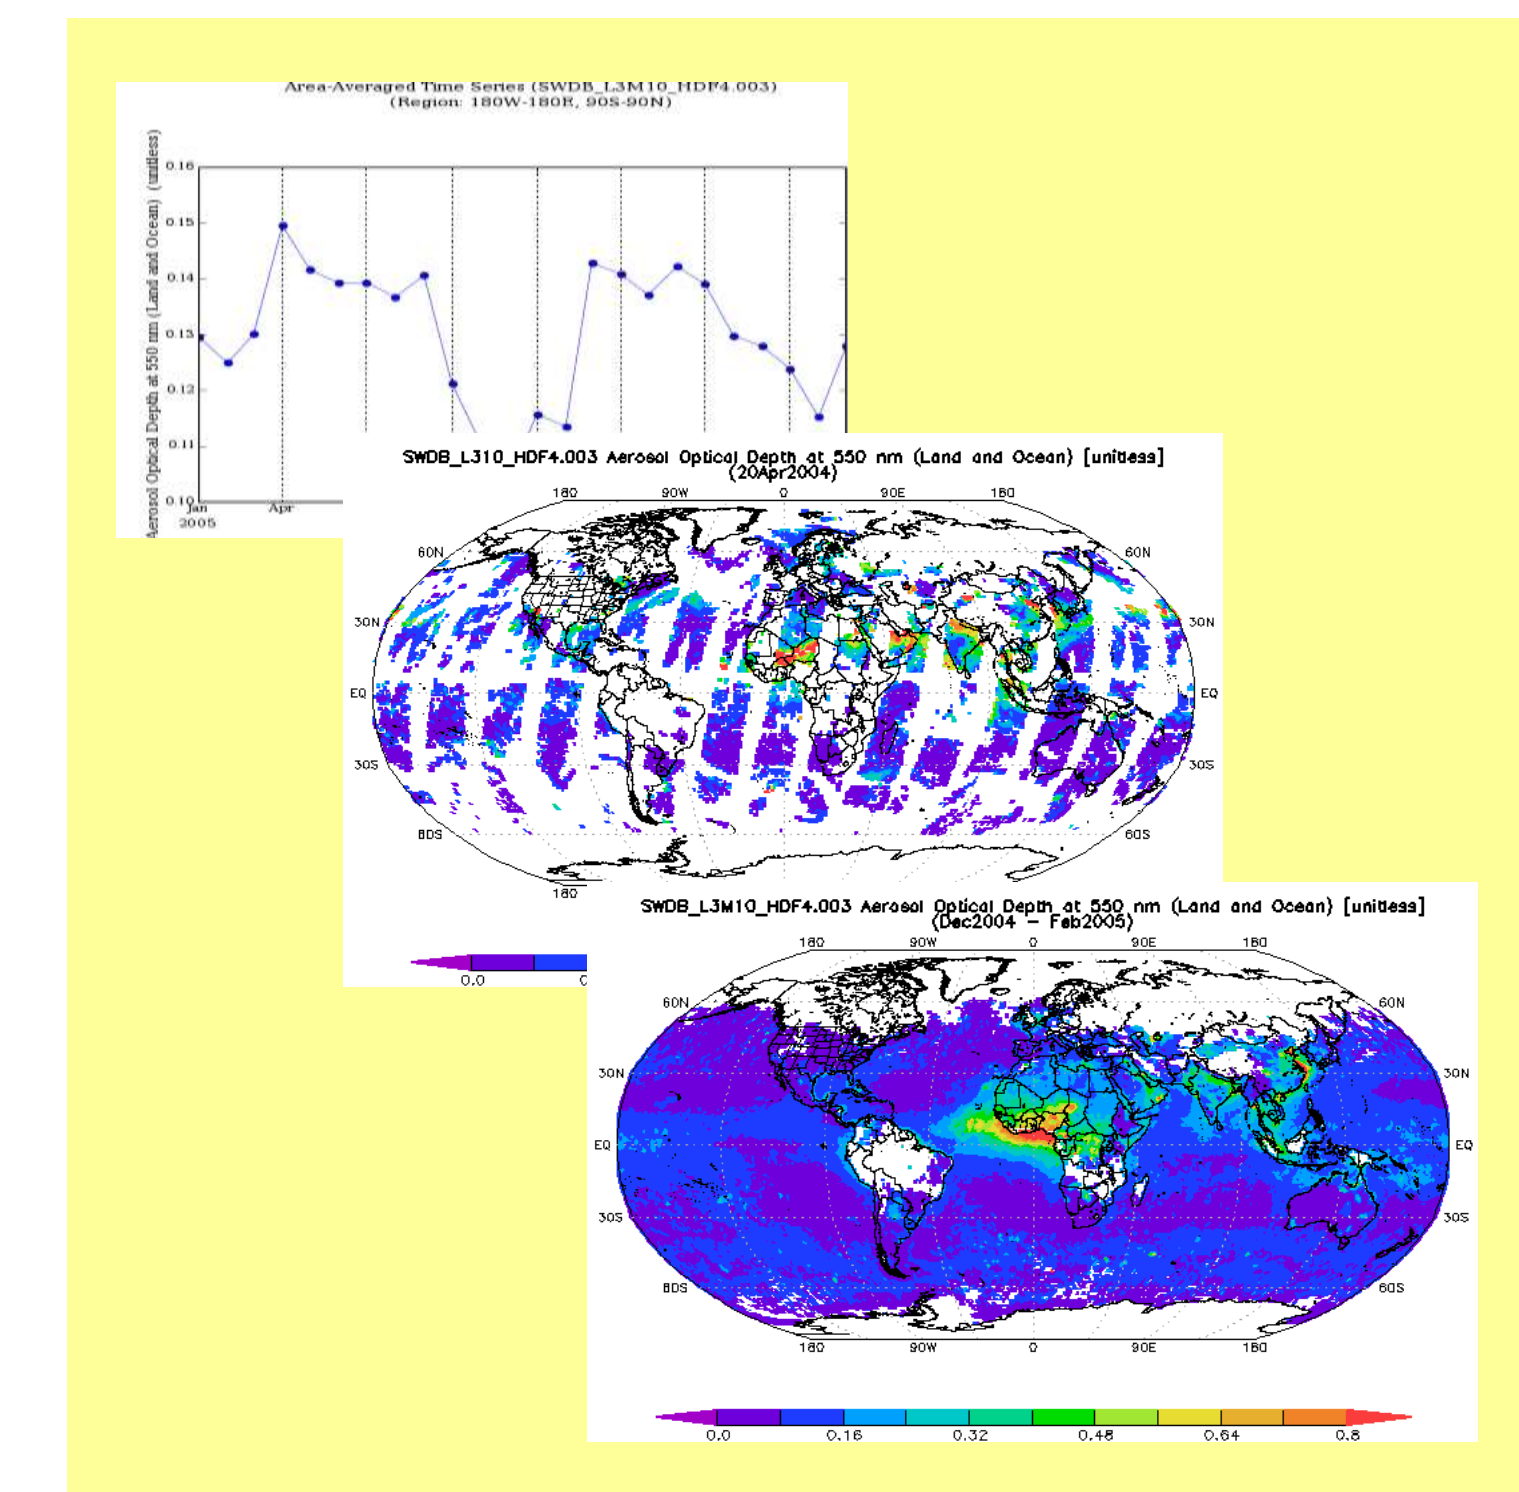 Area-Averaged Time Series (SWDB_L3M10_HDF4.003)
(Region: 180W-180E, 90S-90N)
Aerosol Optical Depth at 550 nm (Land and Ocean) (unitless)
0.16
0.15
0.14
0.13
0.12
0.11
0.10
Jan
2005
Apr
SWDB_L310_HDF4.003 Aerosol Optical Depth at 550 nm (Land and Ocean) [unitless]
(20Apr2004)
180 90W 0 90E 180
60N 60N
30N 30N
EQ EQ
30S 30S
60S 60S
180
0.0
SWDB_L3M10_HDF4.003 Aerosol Optical Depth at 550 nm (Land and Ocean) [unitless]
(Dec2004 - Feb2005)
180 90W 0 90E 180
60N 60N
30N 30N
EQ EQ
30S 30S
60S 60S
180 90W 0 90E 180
0.0 0.16 0.32 0.48 0.64 0.8